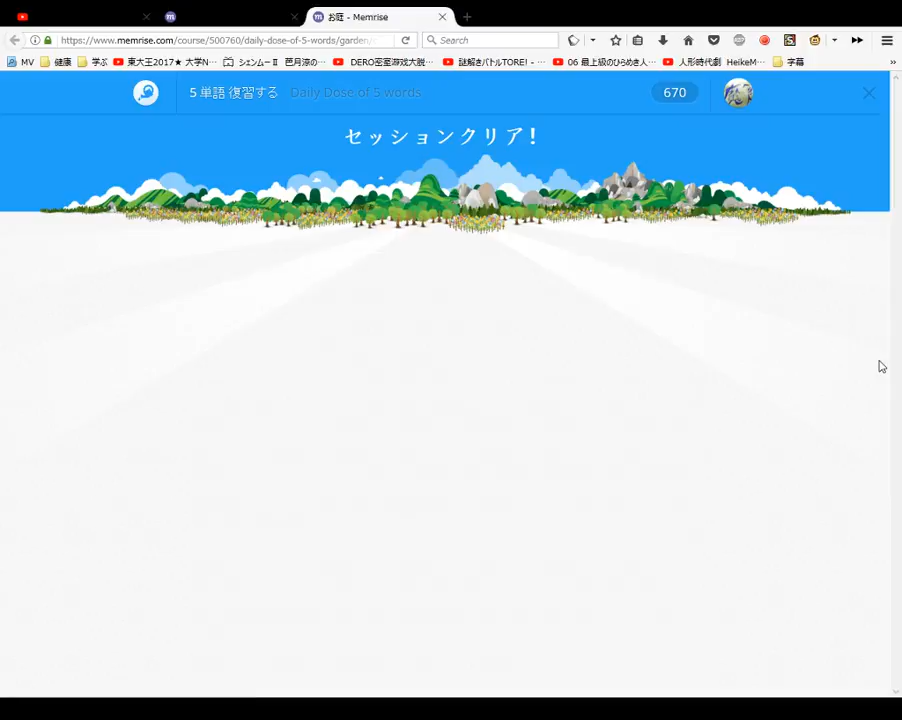 お庭 - Memrise
https://www.memrise.com/course/500760/daily-dose-of-5-words/garden/
Search
MV 健康 学ぶ 東大王2017★ 大学N… シェンムーⅡ 芭月涼の… DERO密室游戏大脱… 謎解きバトルTORE! - … 06 最上級のひらめき人… 人形時代劇 HeikeM… 字幕 »
5 単語 復習する Daily Dose of 5 words 670
セッションクリア!